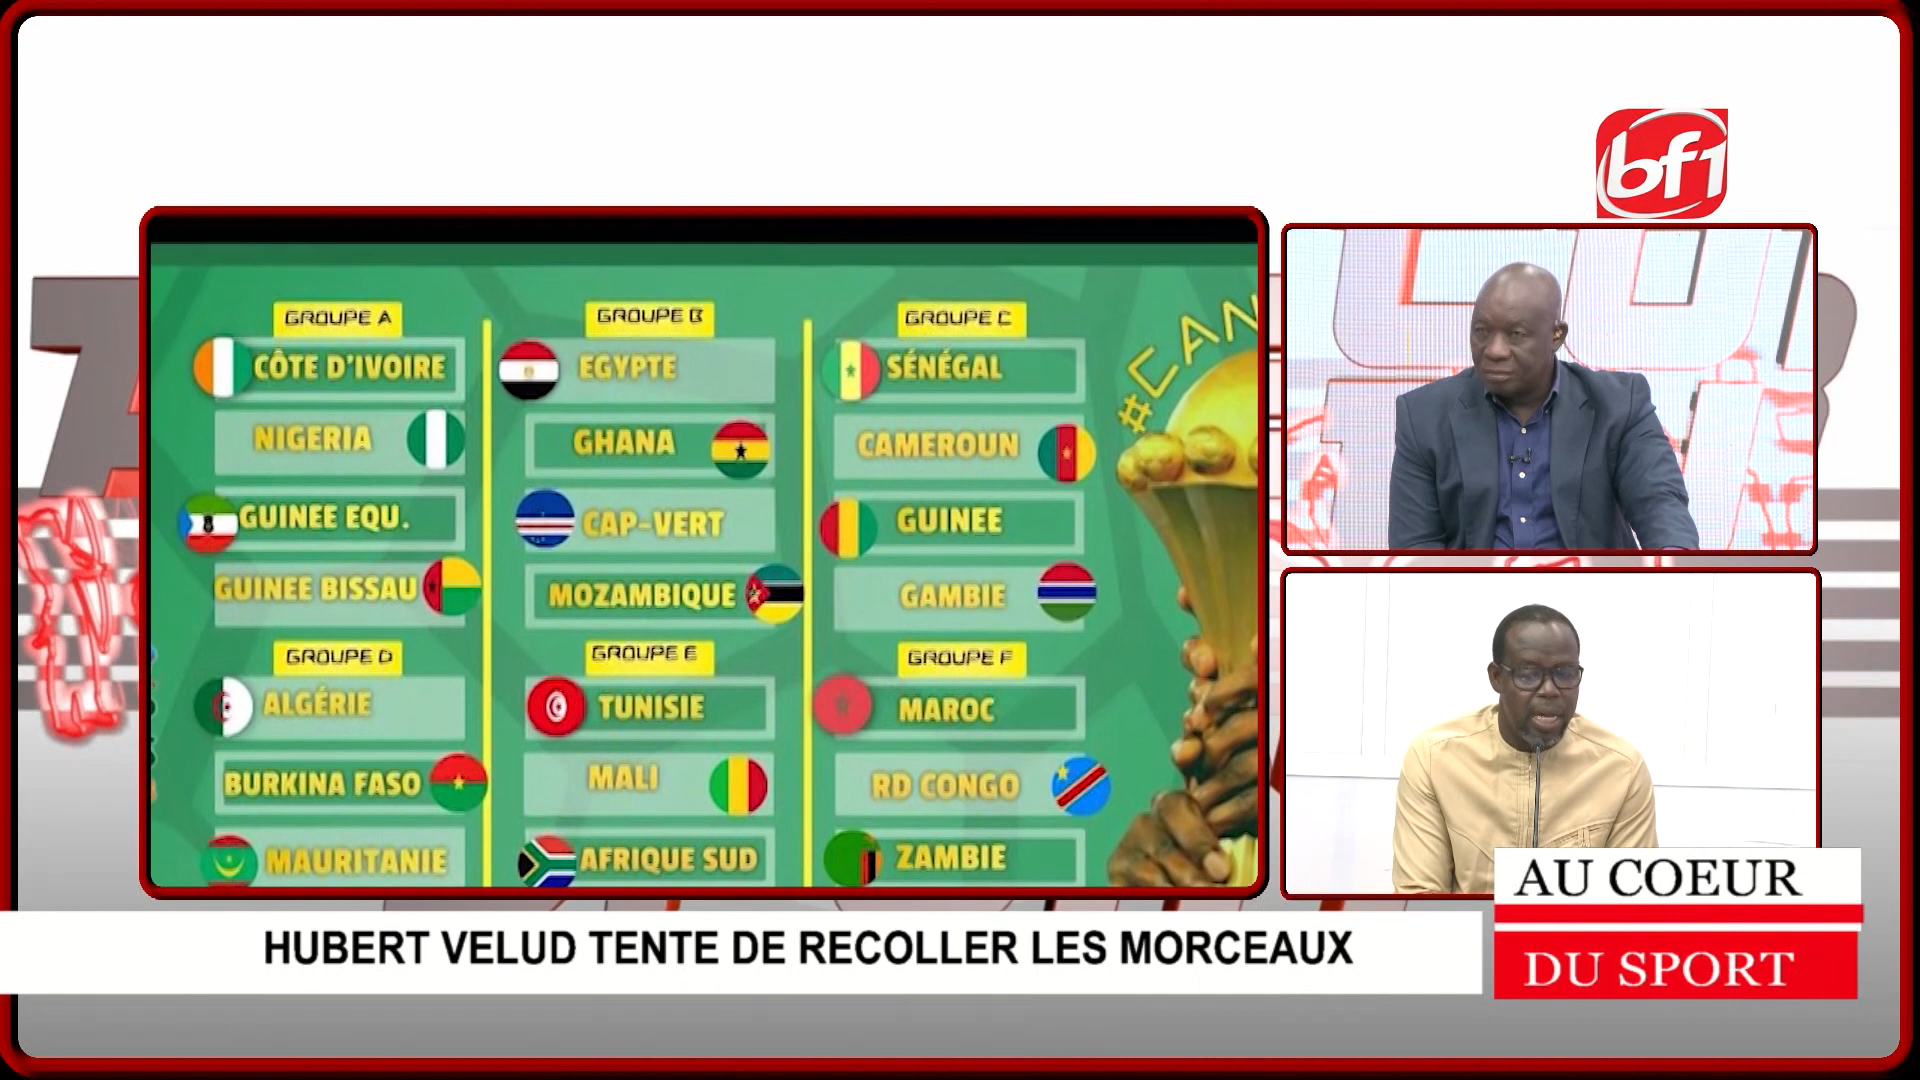 bf1
GROUPE A
CÔTE D'IVOIRE
NIGERIA
GUINEE EQU.
GUINEE BISSAU
GROUPE B
EGYPTE
GHANA
CAP-VERT
MOZAMBIQUE
GROUPE C
SÉNÉGAL
CAMEROUN
GUINEE
GAMBIE
#CAN
GROUPE D
ALGÉRIE
BURKINA FASO
MAURITANIE
GROUPE E
TUNISIE
MALI
AFRIQUE SUD
GROUPE F
MAROC
RD CONGO
ZAMBIE
HUBERT VELUD TENTE DE RECOLLER LES MORCEAUX
AU COEUR
DU SPORT